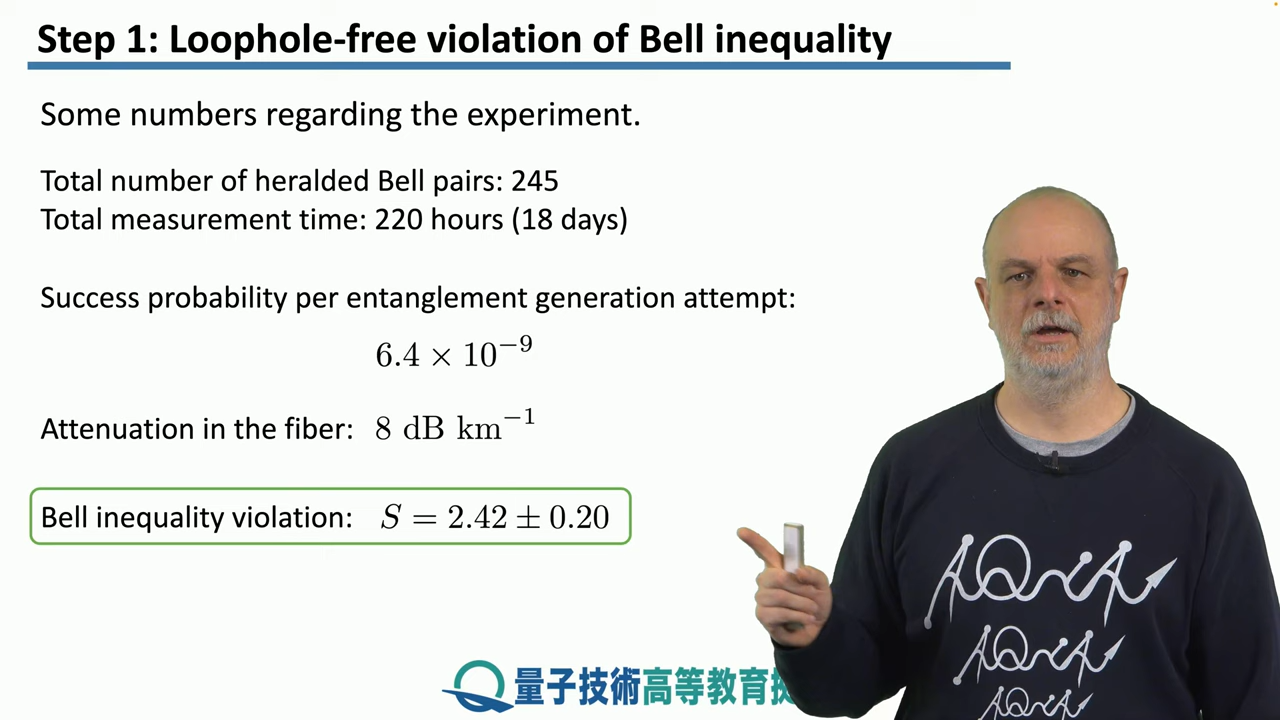 Step 1: Loophole-free violation of Bell inequality
Some numbers regarding the experiment.
Total number of heralded Bell pairs: 245
Total measurement time: 220 hours (18 days)
Success probability per entanglement generation attempt:
6.4 × 10⁻⁹
Attenuation in the fiber: 8 dB km⁻¹
Bell inequality violation: S = 2.42 ± 0.20
量子技術高等教育